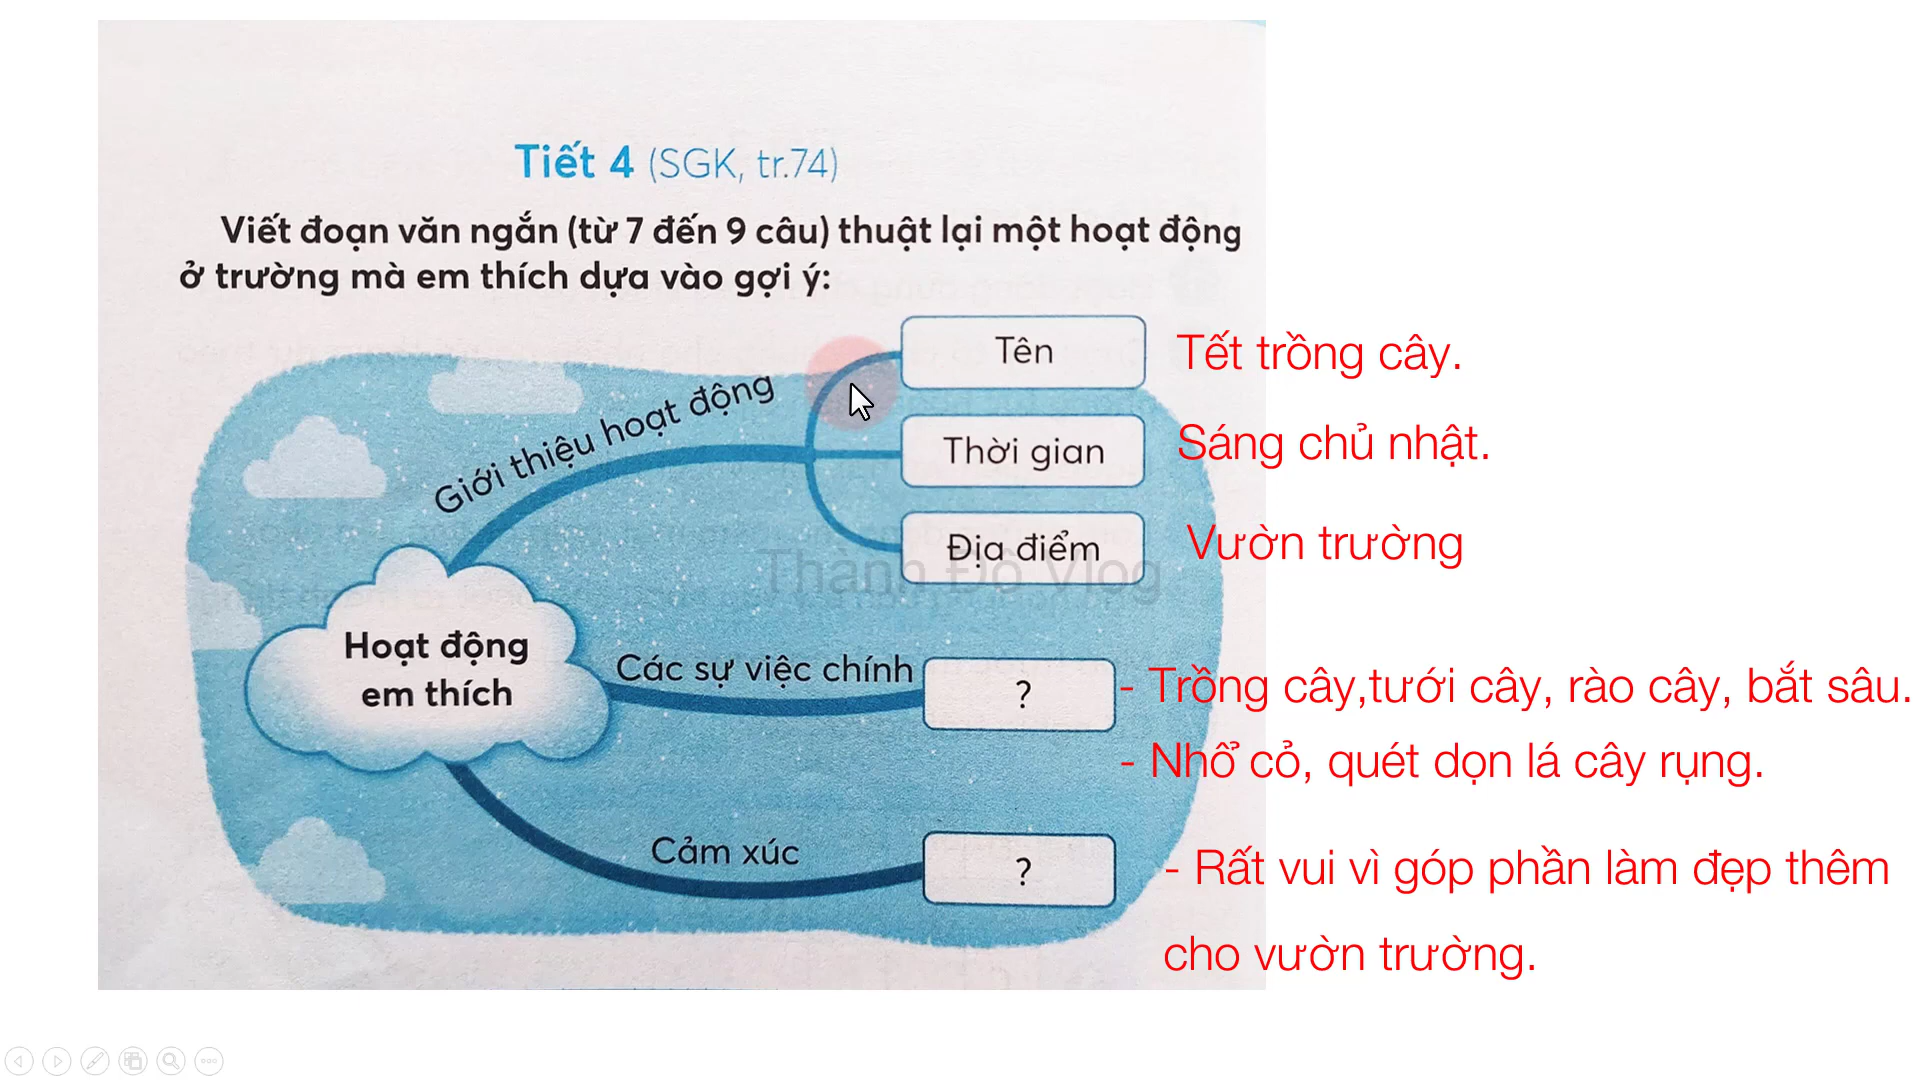 Tiết 4 (SGK, tr.74)
Viết đoạn văn ngắn (từ 7 đến 9 câu) thuật lại một hoạt động
ở trường mà em thích dựa vào gợi ý:
Giới thiệu hoạt động
Tên
Tết trồng cây.
Thời gian
Sáng chủ nhật.
Địa điểm
Vườn trường
Thành Đô Vlog
Hoạt động
em thích
Các sự việc chính
?
- Trồng cây,tưới cây, rào cây, bắt sâu.
- Nhổ cỏ, quét dọn lá cây rụng.
Cảm xúc
?
- Rất vui vì góp phần làm đẹp thêm
cho vườn trường.